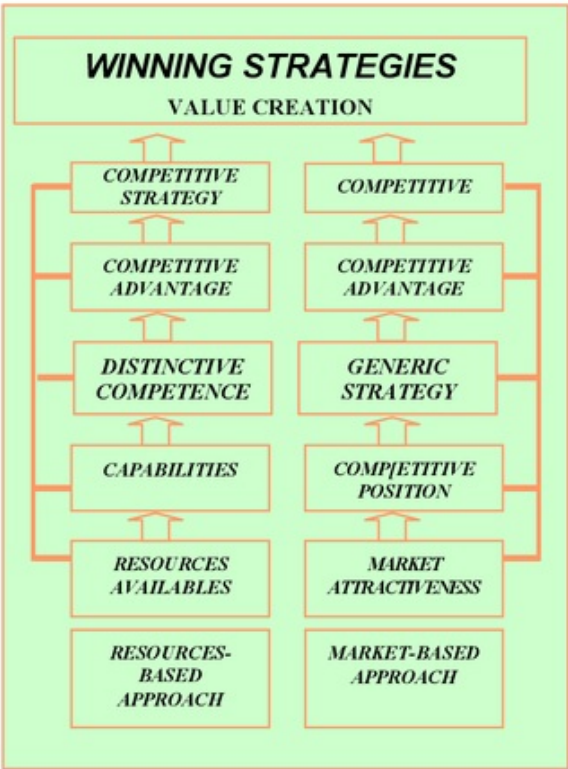 WINNING STRATEGIES
VALUE CREATION
COMPETITIVE
STRATEGY
COMPETITIVE
COMPETITIVE
ADVANTAGE
COMPETITIVE
ADVANTAGE
DISTINCTIVE
COMPETENCE
GENERIC
STRATEGY
CAPABILITIES
COMP[ETITIVE
POSITION
RESOURCES
AVAILABLES
MARKET
ATTRACTIVENESS
RESOURCES-
BASED
APPROACH
MARKET-BASED
APPROACH